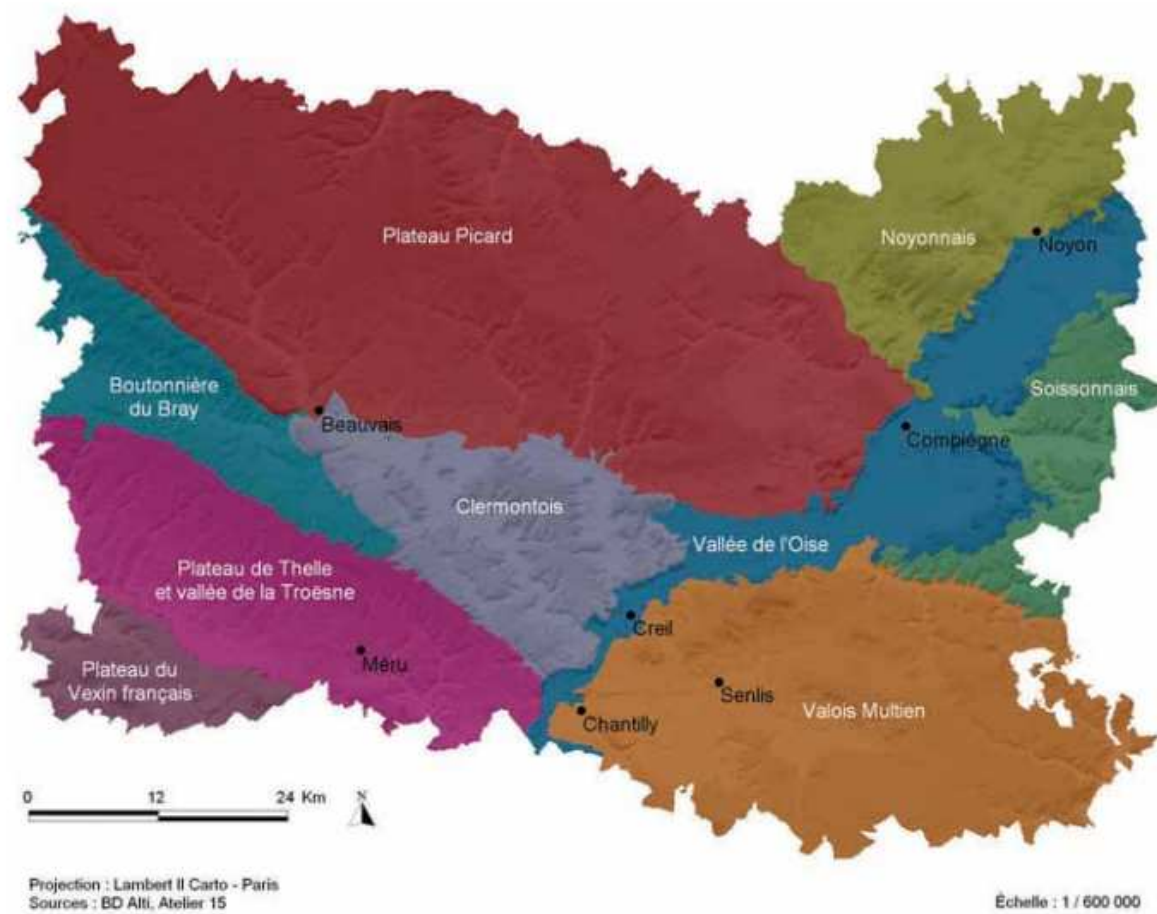 Plateau Picard
Noyonnais
Noyon
Boutonnière
du Bray
Beauvais
Soissonnais
Compiègne
Clermontois
Vallée de l'Oise
Plateau de Thelle
et vallée de la Troësne
Creil
Méru
Plateau du
Vexin français
Senlis
Chantilly
Valois Multien
0 12 24 Km
N
Projection : Lambert II Carto - Paris
Sources : BD Alti, Atelier 15
Échelle : 1 / 600 000